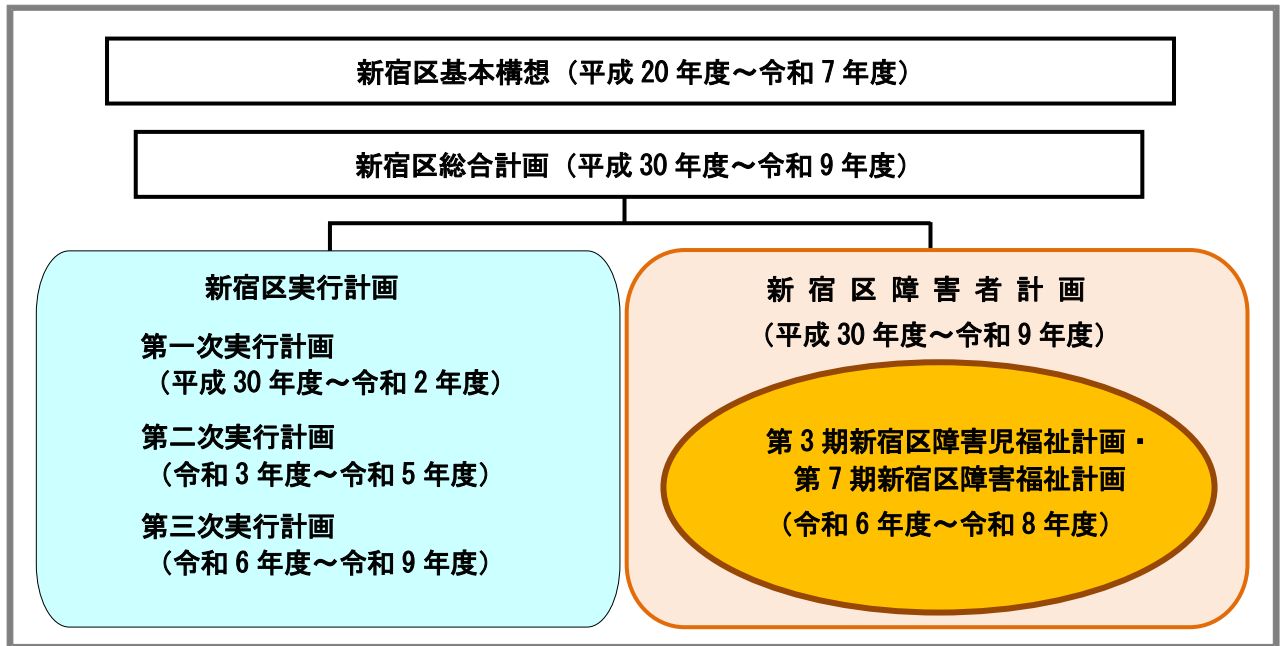 新宿区基本構想（平成 20 年度～令和 7 年度）
新宿区総合計画（平成 30 年度～令和 9 年度）
新宿区実行計画
第一次実行計画
（平成 30 年度～令和 2 年度）
第二次実行計画
（令和 3 年度～令和 5 年度）
第三次実行計画
（令和 6 年度～令和 9 年度）
新宿区障害者計画
（平成 30 年度～令和 9 年度）
第 3 期新宿区障害児福祉計画・
第 7 期新宿区障害福祉計画
（令和 6 年度～令和 8 年度）